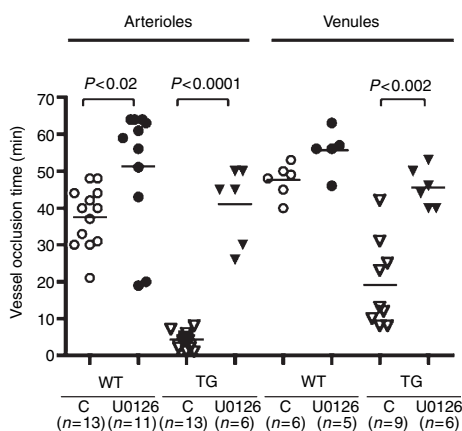 Arterioles Venules
P<0.02 P<0.0001 P<0.002
Vessel occlusion time (min)
70
60
50
40
30
20
10
0
WT TG WT TG
C U0126 C U0126 C U0126 C U0126
(n=13) (n=11) (n=13) (n=6) (n=6) (n=5) (n=9) (n=6)